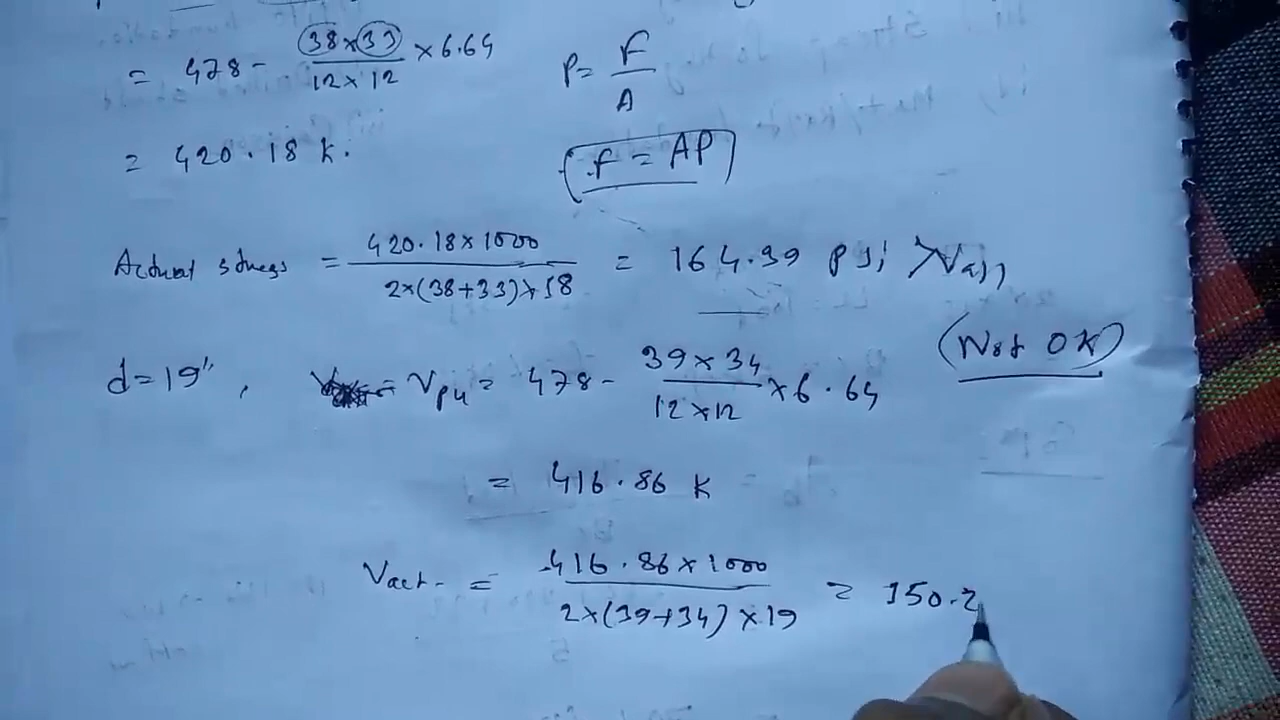 = 478 - (38×33)/(12×12) × 6.64
P = F/A
= 420.18 K.
F = AP
Actual stress = (420.18×1000)/(2×(38+33)×18) = 164.39 psi > Vall
(Not OK)
d = 19", Vpu = 478 - (39×34)/(12×12) × 6.64
= 416.86 K
Vact. = (416.86×1000)/(2×(39+34)×19) = 150.2